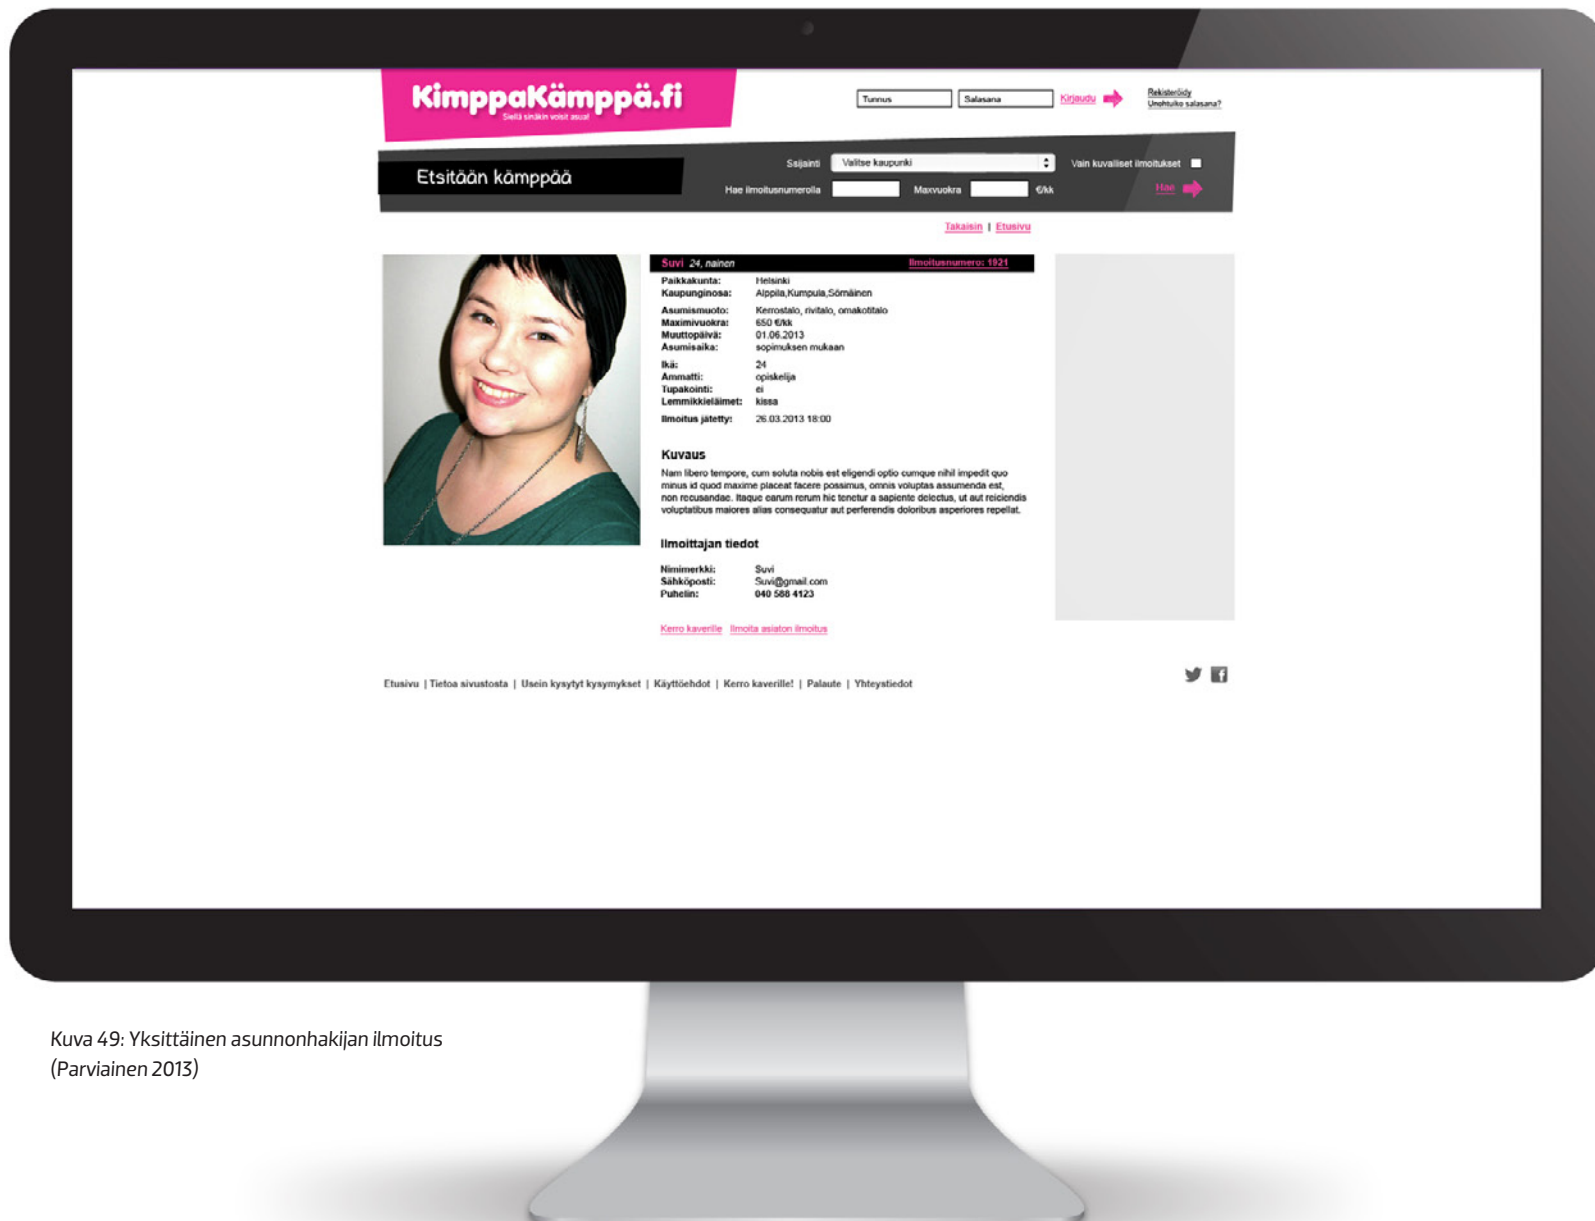 KimppaKämppä.fi
Siellä sinäkin voisit asua!
Tunnus
Salasana
Kirjaudu
Rekisteröidy
Unohtuiko salasana?
Etsitään kämppää
Ssijainti
Valitse kaupunki
Vain kuvalliset ilmoitukset
Hae ilmoitusnumerolla
Maxvuokra
€/kk
Hae
Takaisin | Etusivu
Suvi 24, nainen
Ilmoitusnumero: 1921
Paikkakunta: Helsinki
Kaupunginosa: Alppila,Kumpula,Sörnäinen
Asumismuoto: Kerrostalo, rivitalo, omakotitalo
Maximivuokra: 650 €/kk
Muuttopäivä: 01.06.2013
Asumisaika: sopimuksen mukaan
Ikä: 24
Ammatti: opiskelija
Tupakointi: ei
Lemmikkieläimet: kissa
Ilmoitus jätetty: 26.03.2013 18:00
Kuvaus
Nam libero tempore, cum soluta nobis est eligendi optio cumque nihil impedit quo
minus id quod maxime placeat facere possimus, omnis voluptas assumenda est,
non recusandae. Itaque earum rerum hic tenetur a sapiente delectus, ut aut reiciendis
voluptatibus maiores alias consequatur aut perferendis doloribus asperiores repellat.
Ilmoittajan tiedot
Nimimerkki: Suvi
Sähköposti: Suvi@gmail.com
Puhelin: 040 588 4123
Kerro kaverille Ilmoita asiaton ilmoitus
Etusivu | Tietoa sivustosta | Usein kysytyt kysymykset | Käyttöehdot | Kerro kaverille! | Palaute | Yhteystiedot
Kuva 49: Yksittäinen asunnonhakijan ilmoitus
(Parviainen 2013)